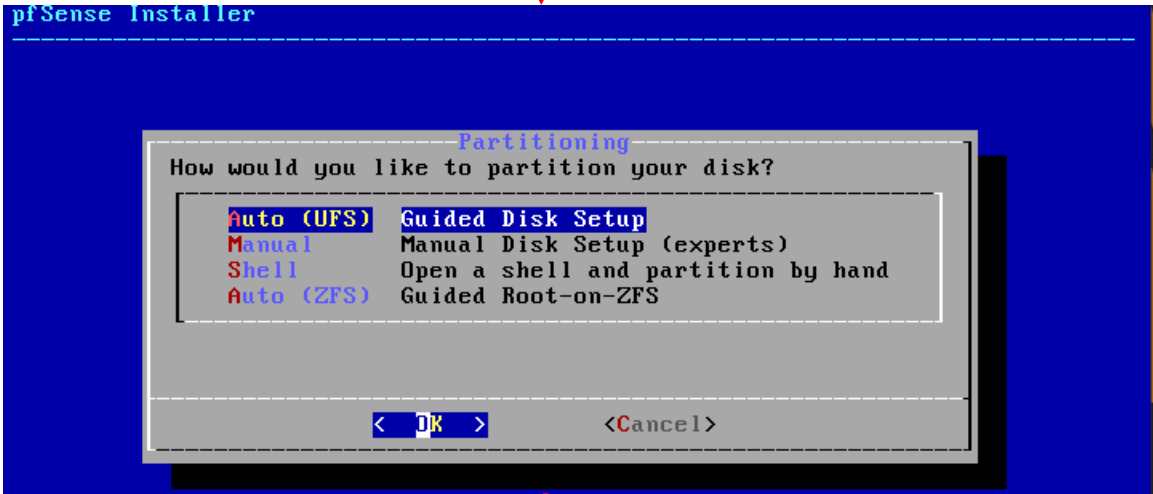 pfSense Installer
Partitioning
How would you like to partition your disk?
Auto (UFS) Guided Disk Setup
Manual Manual Disk Setup (experts)
Shell Open a shell and partition by hand
Auto (ZFS) Guided Root-on-ZFS
< OK > <Cancel>